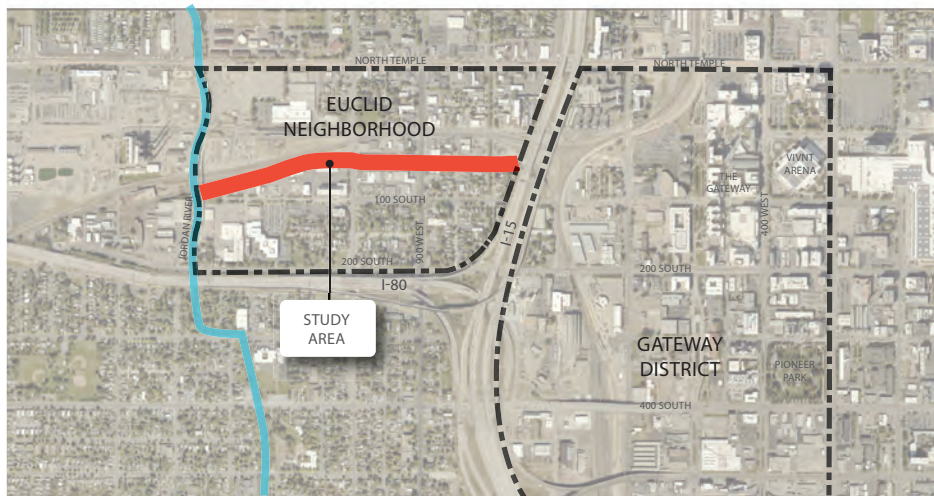 NORTH TEMPLE
NORTH TEMPLE
EUCLID
NEIGHBORHOOD
VIVNT
ARENA
THE
GATEWAY
400 WEST
100 SOUTH
JORDAN RIVER
900 WEST
I-15
200 SOUTH
200 SOUTH
I-80
STUDY
AREA
GATEWAY
DISTRICT
PIONEER
PARK
400 SOUTH